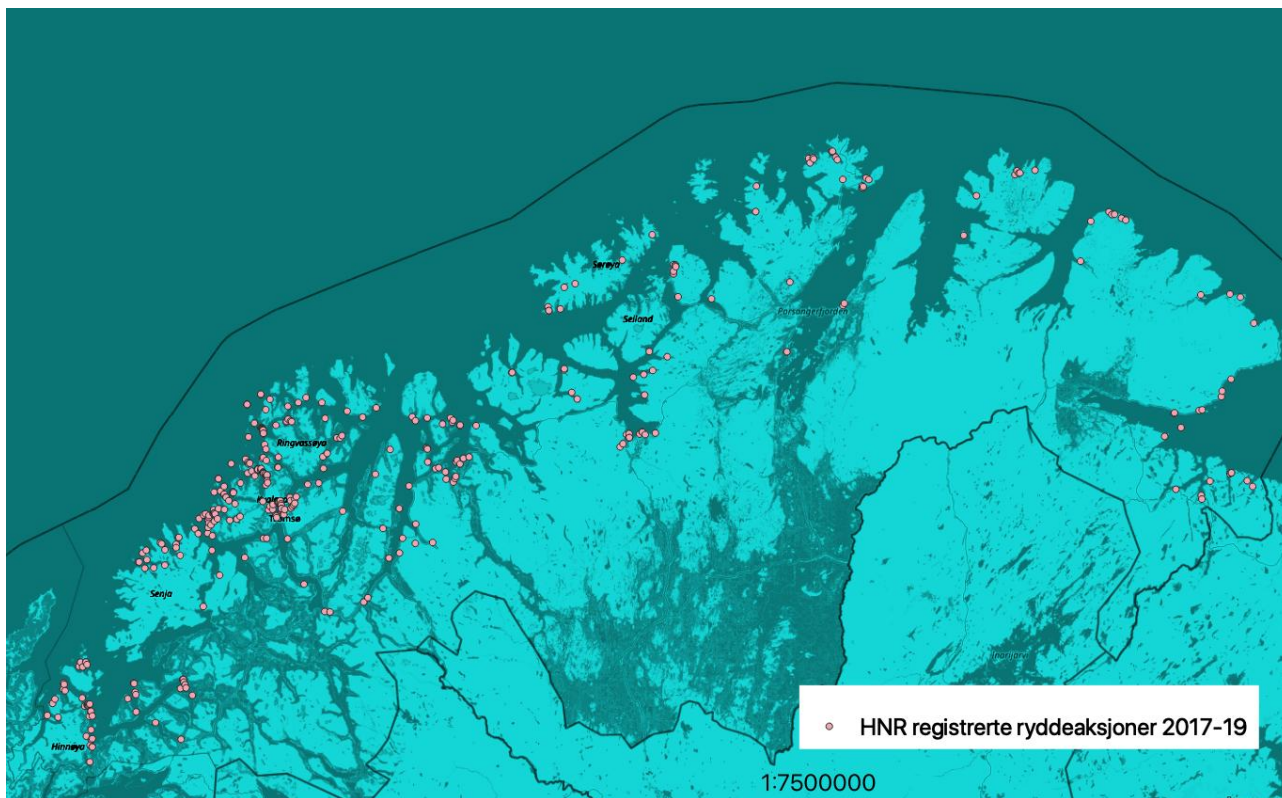 Sørøya
Seiland
Porsangerfjorden
Ringvassøya
Tromsø
Senja
Inarijärvi
HNR registrerte ryddeaksjoner 2017-19
Hinnøya
1:7500000